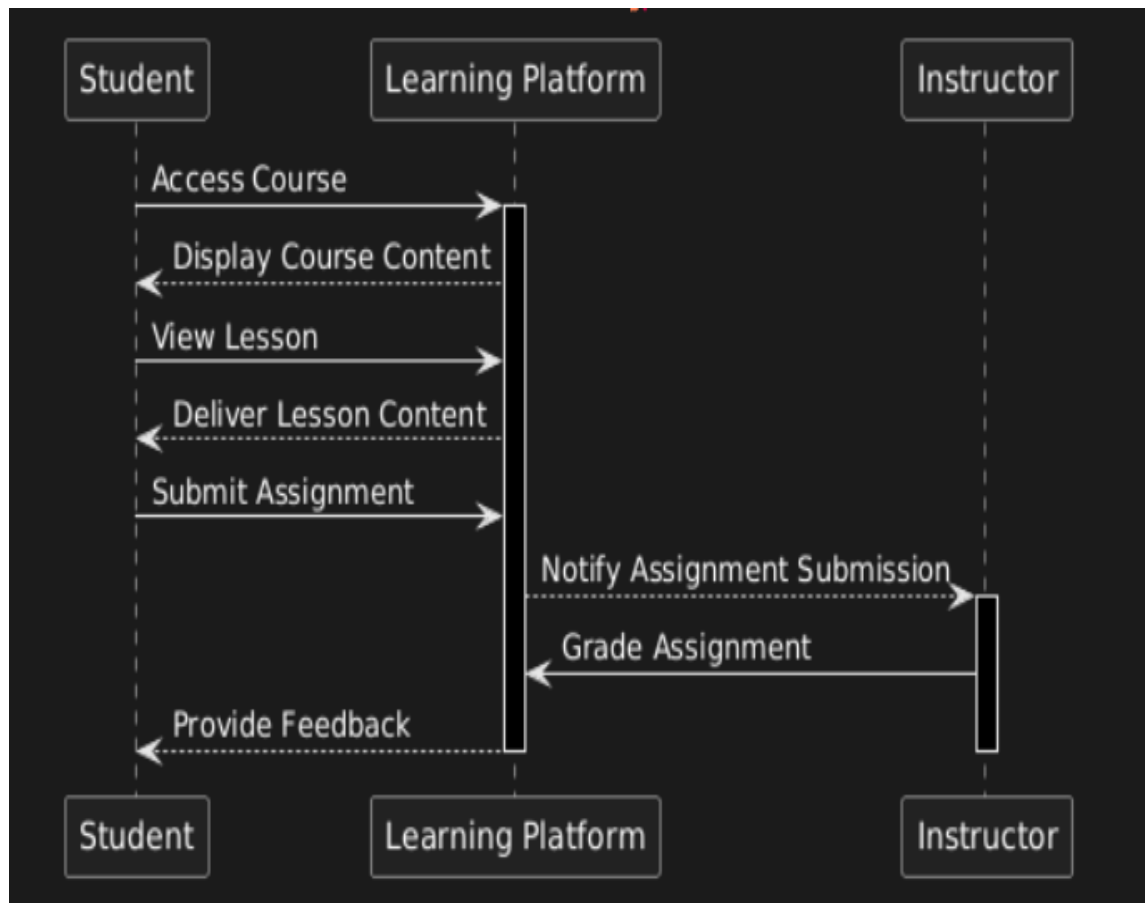 Student
Learning Platform
Instructor
Access Course
Display Course Content
View Lesson
Deliver Lesson Content
Submit Assignment
Notify Assignment Submission
Grade Assignment
Provide Feedback
Student
Learning Platform
Instructor